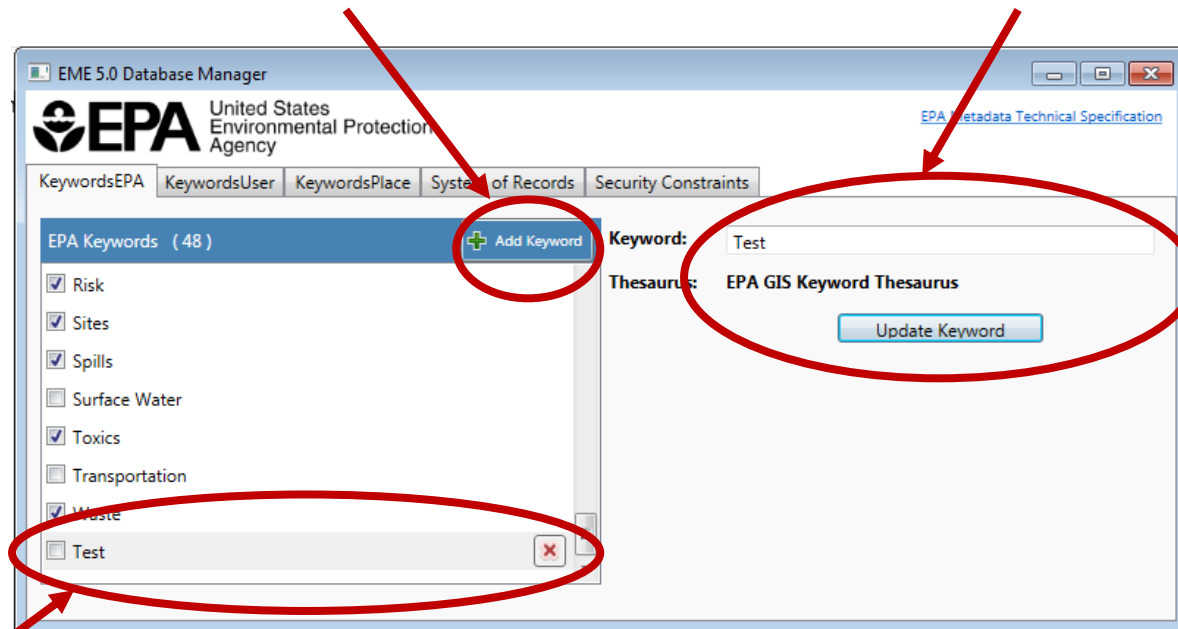 EME 5.0 Database Manager
EPA
United States
Environmental Protection
Agency
EPA Metadata Technical Specification
KeywordsEPA KeywordsUser KeywordsPlace System of Records Security Constraints
EPA Keywords ( 48 ) Add Keyword
Keyword: Test
Thesaurus: EPA GIS Keyword Thesaurus
Update Keyword
Risk
Sites
Spills
Surface Water
Toxics
Transportation
Waste
Test